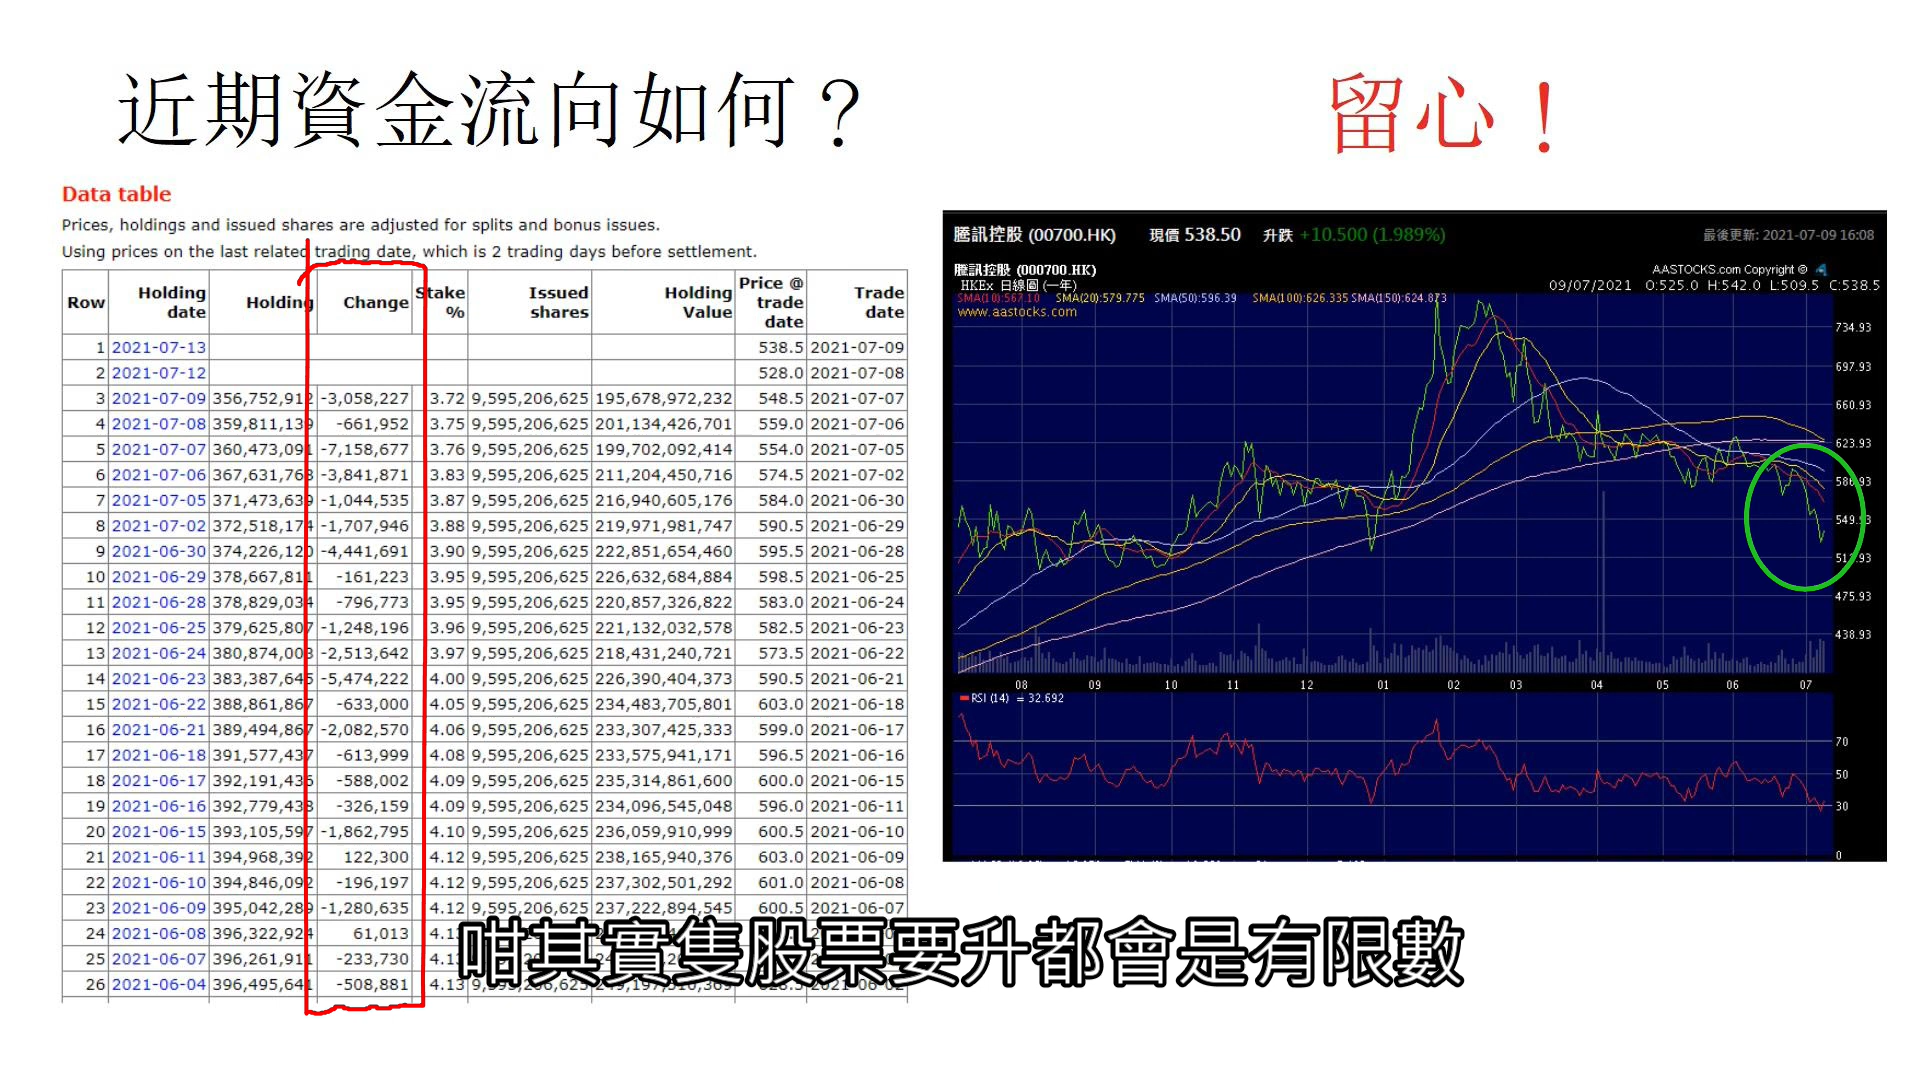 近期資金流向如何？
留心！
Data table
Prices, holdings and issued shares are adjusted for splits and bonus issues.
Using prices on the last related trading date, which is 2 trading days before settlement.
Row Holding date Holding Change Stake % Issued shares Holding Value Price @ trade date Trade date
1 2021-07-13 538.5 2021-07-09
2 2021-07-12 528.0 2021-07-08
3 2021-07-09 356,752,912 -3,058,227 3.72 9,595,206,625 195,678,972,232 548.5 2021-07-07
4 2021-07-08 359,811,139 -661,952 3.75 9,595,206,625 201,134,426,701 559.0 2021-07-06
5 2021-07-07 360,473,091 -7,158,677 3.76 9,595,206,625 199,702,092,414 554.0 2021-07-05
6 2021-07-06 367,631,768 -3,841,871 3.83 9,595,206,625 211,204,450,716 574.5 2021-07-02
7 2021-07-05 371,473,639 -1,044,535 3.87 9,595,206,625 216,940,605,176 584.0 2021-06-30
8 2021-07-02 372,518,174 -1,707,946 3.88 9,595,206,625 219,971,981,747 590.5 2021-06-29
9 2021-06-30 374,226,120 -4,441,691 3.90 9,595,206,625 222,851,654,460 595.5 2021-06-28
10 2021-06-29 378,667,811 -161,223 3.95 9,595,206,625 226,632,684,884 598.5 2021-06-25
11 2021-06-28 378,829,034 -796,773 3.95 9,595,206,625 220,857,326,822 583.0 2021-06-24
12 2021-06-25 379,625,807 -1,248,196 3.96 9,595,206,625 221,132,032,578 582.5 2021-06-23
13 2021-06-24 380,874,003 -2,513,642 3.97 9,595,206,625 218,431,240,721 573.5 2021-06-22
14 2021-06-23 383,387,645 -5,474,222 4.00 9,595,206,625 226,390,404,373 590.5 2021-06-21
15 2021-06-22 388,861,867 -633,000 4.05 9,595,206,625 234,483,705,801 603.0 2021-06-18
16 2021-06-21 389,494,867 -2,082,570 4.06 9,595,206,625 233,307,425,333 599.0 2021-06-17
17 2021-06-18 391,577,437 -613,999 4.08 9,595,206,625 233,575,941,171 596.5 2021-06-16
18 2021-06-17 392,191,436 -588,002 4.09 9,595,206,625 235,314,861,600 600.0 2021-06-15
19 2021-06-16 392,779,438 -326,159 4.09 9,595,206,625 234,096,545,048 596.0 2021-06-11
20 2021-06-15 393,105,597 -1,862,795 4.10 9,595,206,625 236,059,910,999 600.5 2021-06-10
21 2021-06-11 394,968,392 122,300 4.12 9,595,206,625 238,165,940,376 603.0 2021-06-09
22 2021-06-10 394,846,092 -196,197 4.12 9,595,206,625 237,302,501,292 601.0 2021-06-08
23 2021-06-09 395,042,289 -1,280,635 4.12 9,595,206,625 237,222,894,545 600.5 2021-06-07
24 2021-06-08 396,322,924 61,013
25 2021-06-07 396,261,911 -233,730
26 2021-06-04 396,495,641 -508,881 4.13
騰訊控股 (00700.HK) 現價 538.50 升跌 +10.500 (1.989%) 最後更新: 2021-07-09 16:08
騰訊控股 (000700.HK) AASTOCKS.com Copyright ©
HKEx 日線圖 (一年) 09/07/2021 O:525.0 H:542.0 L:509.5 C:538.5
SMA(10):567.10 SMA(20):579.775 SMA(50):596.39 SMA(100):626.335 SMA(150):624.873
www.aastocks.com
734.93
697.93
660.93
623.93
586.93
549.93
512.93
475.93
438.93
08 09 10 11 12 01 02 03 04 05 06 07
RSI (14) = 32.692
70
50
30
0
咁其實隻股票要升都會是有限數